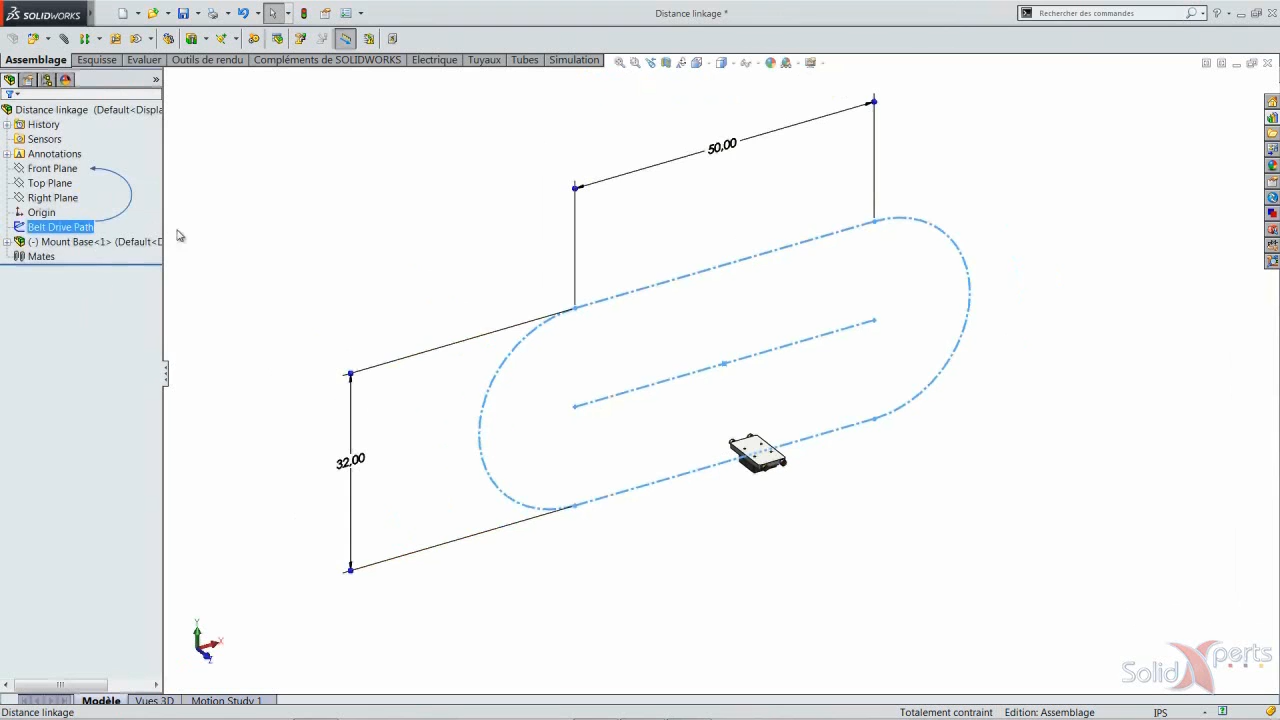 SOLIDWORKS
Distance linkage *
Rechercher des commandes
Assemblage
Esquisse
Evaluer
Outils de rendu
Compléments de SOLIDWORKS
Electrique
Tuyaux
Tubes
Simulation
Distance linkage (Default<Displa
History
Sensors
Annotations
Front Plane
Top Plane
Right Plane
Origin
Belt Drive Path
(-) Mount Base<1> (Default<D
Mates
50,00
32,00
Y
X
Z
SolidXperts
Modèle
Vues 3D
Motion Study 1
Distance linkage
Totalement contraint
Edition: Assemblage
IPS